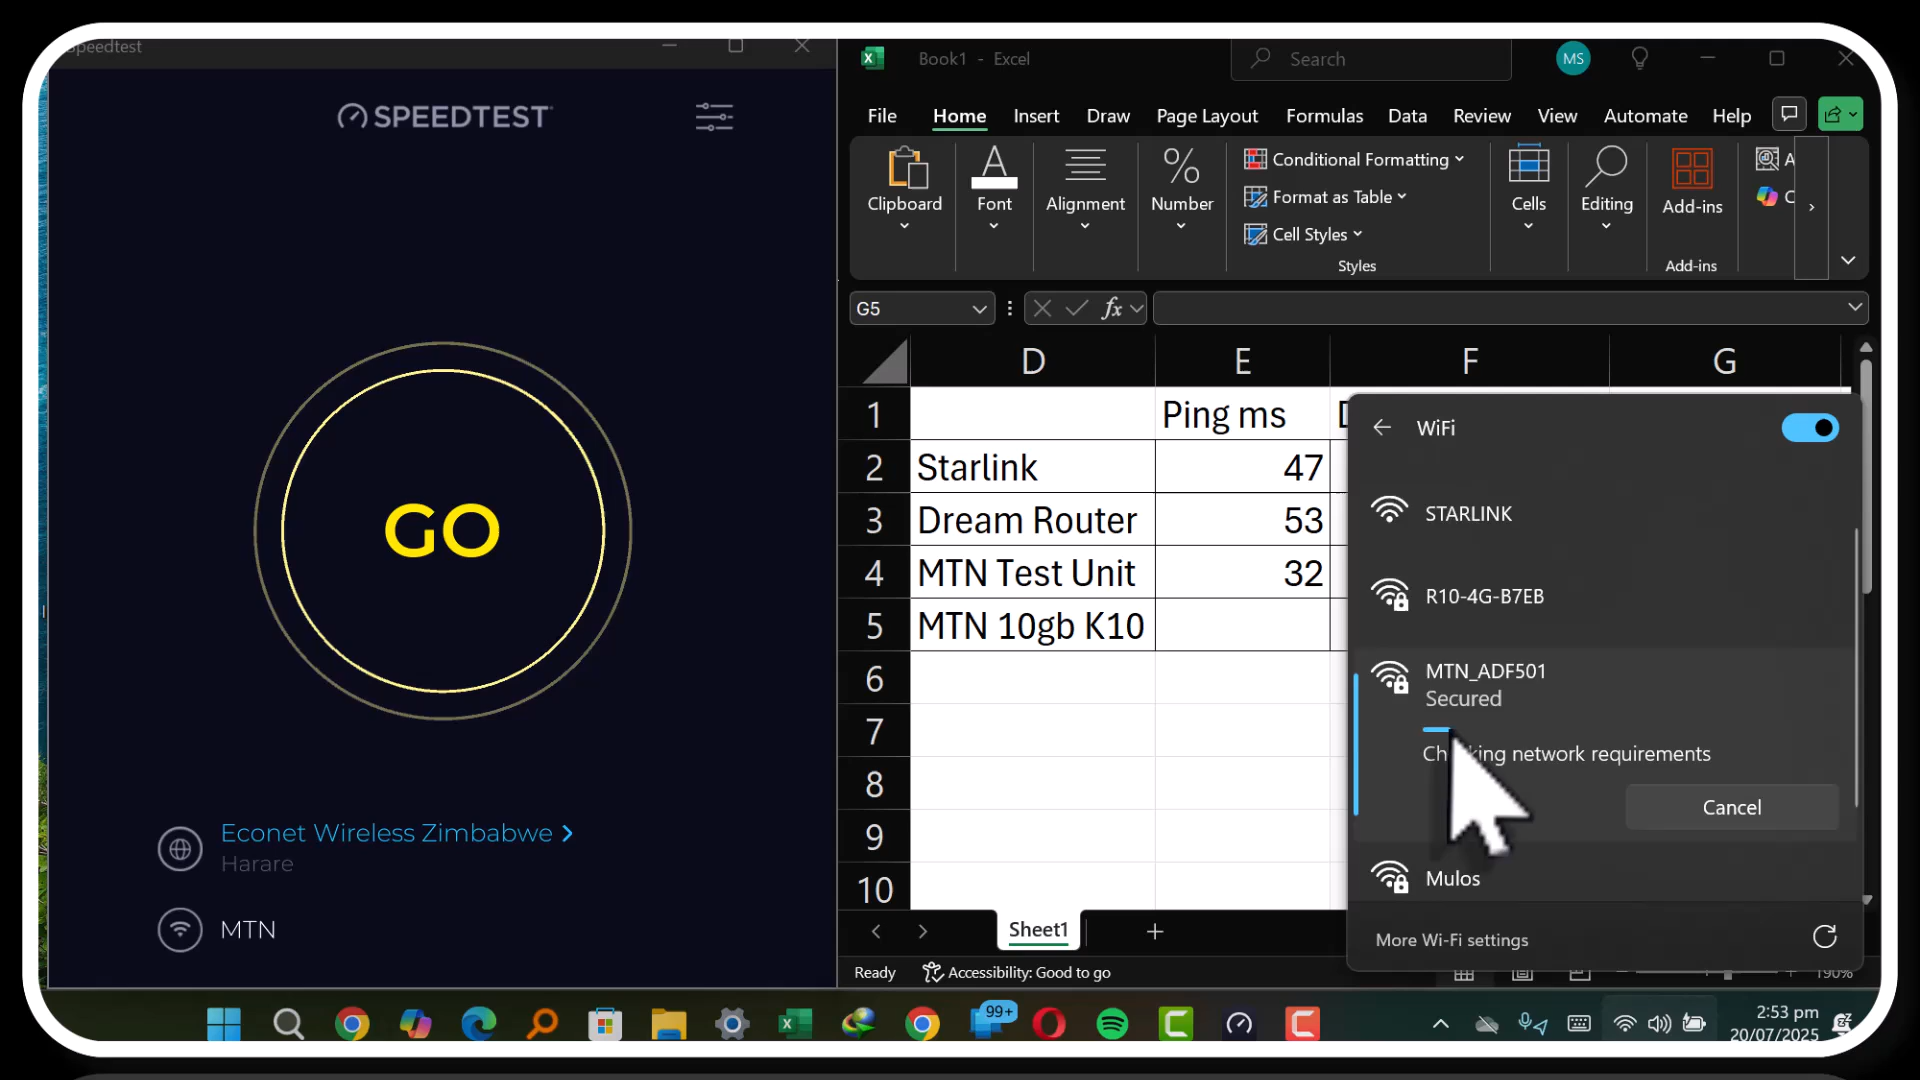 Speedtest
SPEEDTEST
GO
Econet Wireless Zimbabwe
Harare
MTN
Book1 - Excel
Search
MS
File Home Insert Draw Page Layout Formulas Data Review View Automate Help
Clipboard
Font
Alignment
Number
Conditional Formatting
Format as Table
Cell Styles
Styles
Cells
Editing
Add-ins
Add-ins
G5
fx
D E F G
1 Ping ms
2 Starlink 47
3 Dream Router 53
4 MTN Test Unit 32
5 MTN 10gb K10
6
7
8
9
10
WiFi
STARLINK
R10-4G-B7EB
MTN_ADF501
Secured
network requirements
Cancel
Mulos
More Wi-Fi settings
Sheet1
Ready
Accessibility: Good to go
190%
99+
2:53 pm
20/07/2025